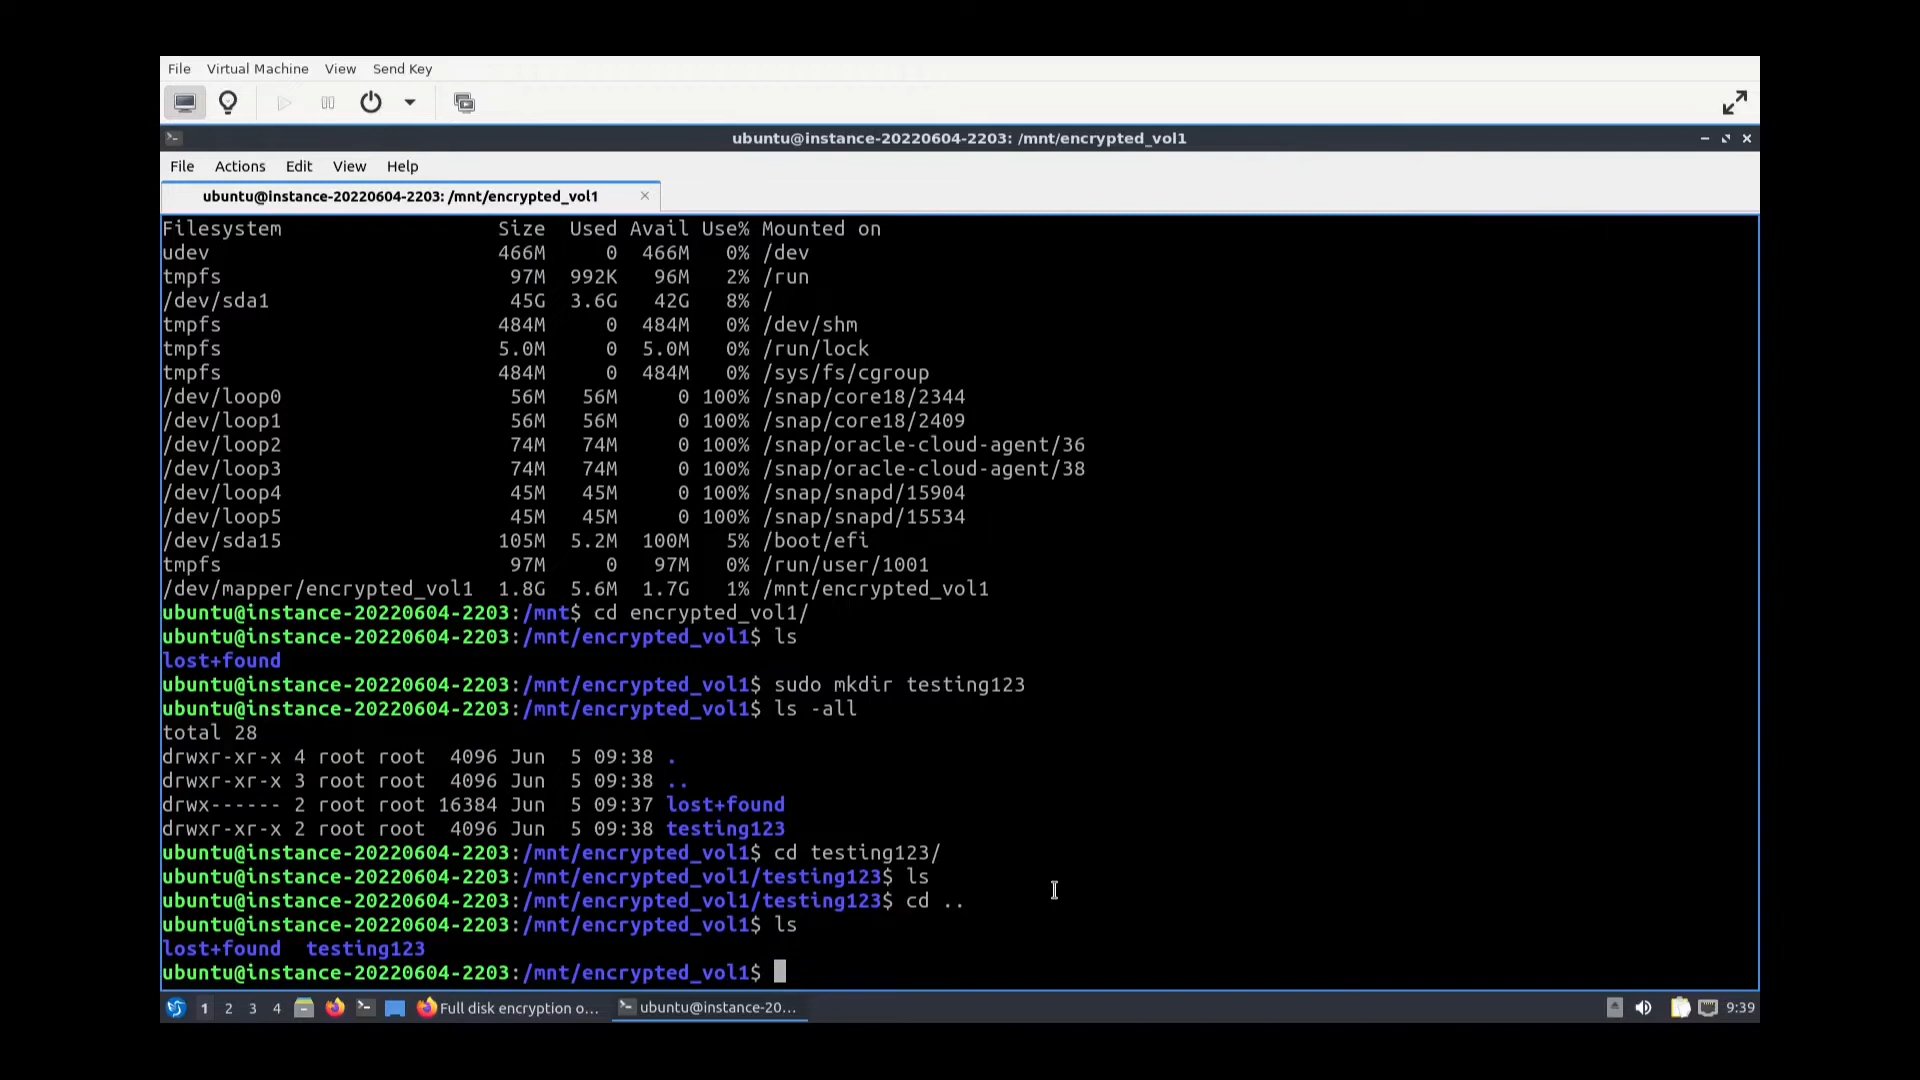 File Virtual Machine View Send Key
ubuntu@instance-20220604-2203: /mnt/encrypted_vol1
File Actions Edit View Help
ubuntu@instance-20220604-2203: /mnt/encrypted_vol1
Filesystem Size Used Avail Use% Mounted on
udev 466M 0 466M 0% /dev
tmpfs 97M 992K 96M 2% /run
/dev/sda1 45G 3.6G 42G 8% /
tmpfs 484M 0 484M 0% /dev/shm
tmpfs 5.0M 0 5.0M 0% /run/lock
tmpfs 484M 0 484M 0% /sys/fs/cgroup
/dev/loop0 56M 56M 0 100% /snap/core18/2344
/dev/loop1 56M 56M 0 100% /snap/core18/2409
/dev/loop2 74M 74M 0 100% /snap/oracle-cloud-agent/36
/dev/loop3 74M 74M 0 100% /snap/oracle-cloud-agent/38
/dev/loop4 45M 45M 0 100% /snap/snapd/15904
/dev/loop5 45M 45M 0 100% /snap/snapd/15534
/dev/sda15 105M 5.2M 100M 5% /boot/efi
tmpfs 97M 0 97M 0% /run/user/1001
/dev/mapper/encrypted_vol1 1.8G 5.6M 1.7G 1% /mnt/encrypted_vol1
ubuntu@instance-20220604-2203:/mnt$ cd encrypted_vol1/
ubuntu@instance-20220604-2203:/mnt/encrypted_vol1$ ls
lost+found
ubuntu@instance-20220604-2203:/mnt/encrypted_vol1$ sudo mkdir testing123
ubuntu@instance-20220604-2203:/mnt/encrypted_vol1$ ls -all
total 28
drwxr-xr-x 4 root root 4096 Jun 5 09:38 .
drwxr-xr-x 3 root root 4096 Jun 5 09:38 ..
drwx------ 2 root root 16384 Jun 5 09:37 lost+found
drwxr-xr-x 2 root root 4096 Jun 5 09:38 testing123
ubuntu@instance-20220604-2203:/mnt/encrypted_vol1$ cd testing123/
ubuntu@instance-20220604-2203:/mnt/encrypted_vol1/testing123$ ls
ubuntu@instance-20220604-2203:/mnt/encrypted_vol1/testing123$ cd ..
ubuntu@instance-20220604-2203:/mnt/encrypted_vol1$ ls
lost+found testing123
ubuntu@instance-20220604-2203:/mnt/encrypted_vol1$
1 2 3 4 Full disk encryption o... ubuntu@instance-20... 9:39